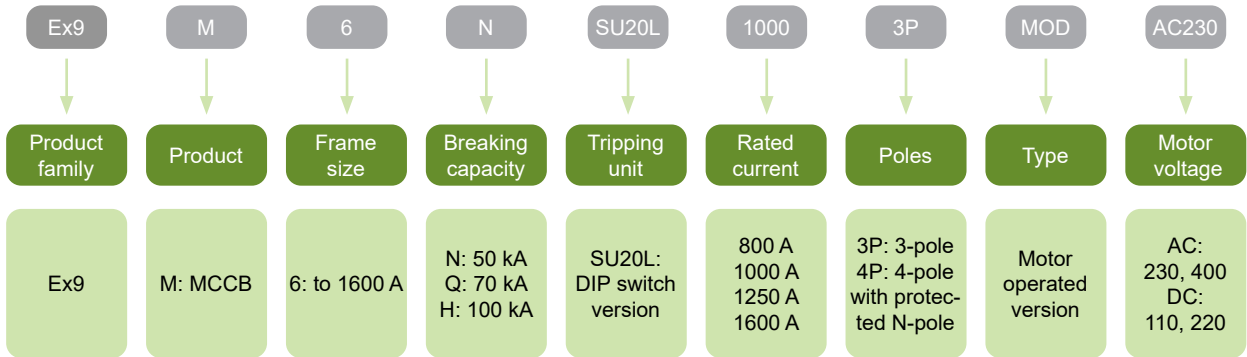 Ex9
M
6
N
SU20L
1000
3P
MOD
AC230
Product
family
Product
Frame
size
Breaking
capacity
Tripping
unit
Rated
current
Poles
Type
Motor
voltage
Ex9
M: MCCB
6: to 1600 A
N: 50 kA
Q: 70 kA
H: 100 kA
SU20L:
DIP switch
version
800 A
1000 A
1250 A
1600 A
3P: 3-pole
4P: 4-pole
with protec-
ted N-pole
Motor
operated
version
AC:
230, 400
DC:
110, 220